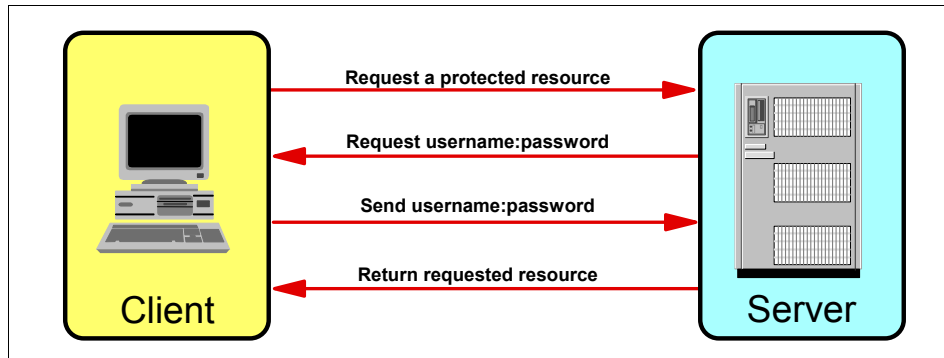 Request a protected resource
Request username:password
Send username:password
Return requested resource
Client
Server